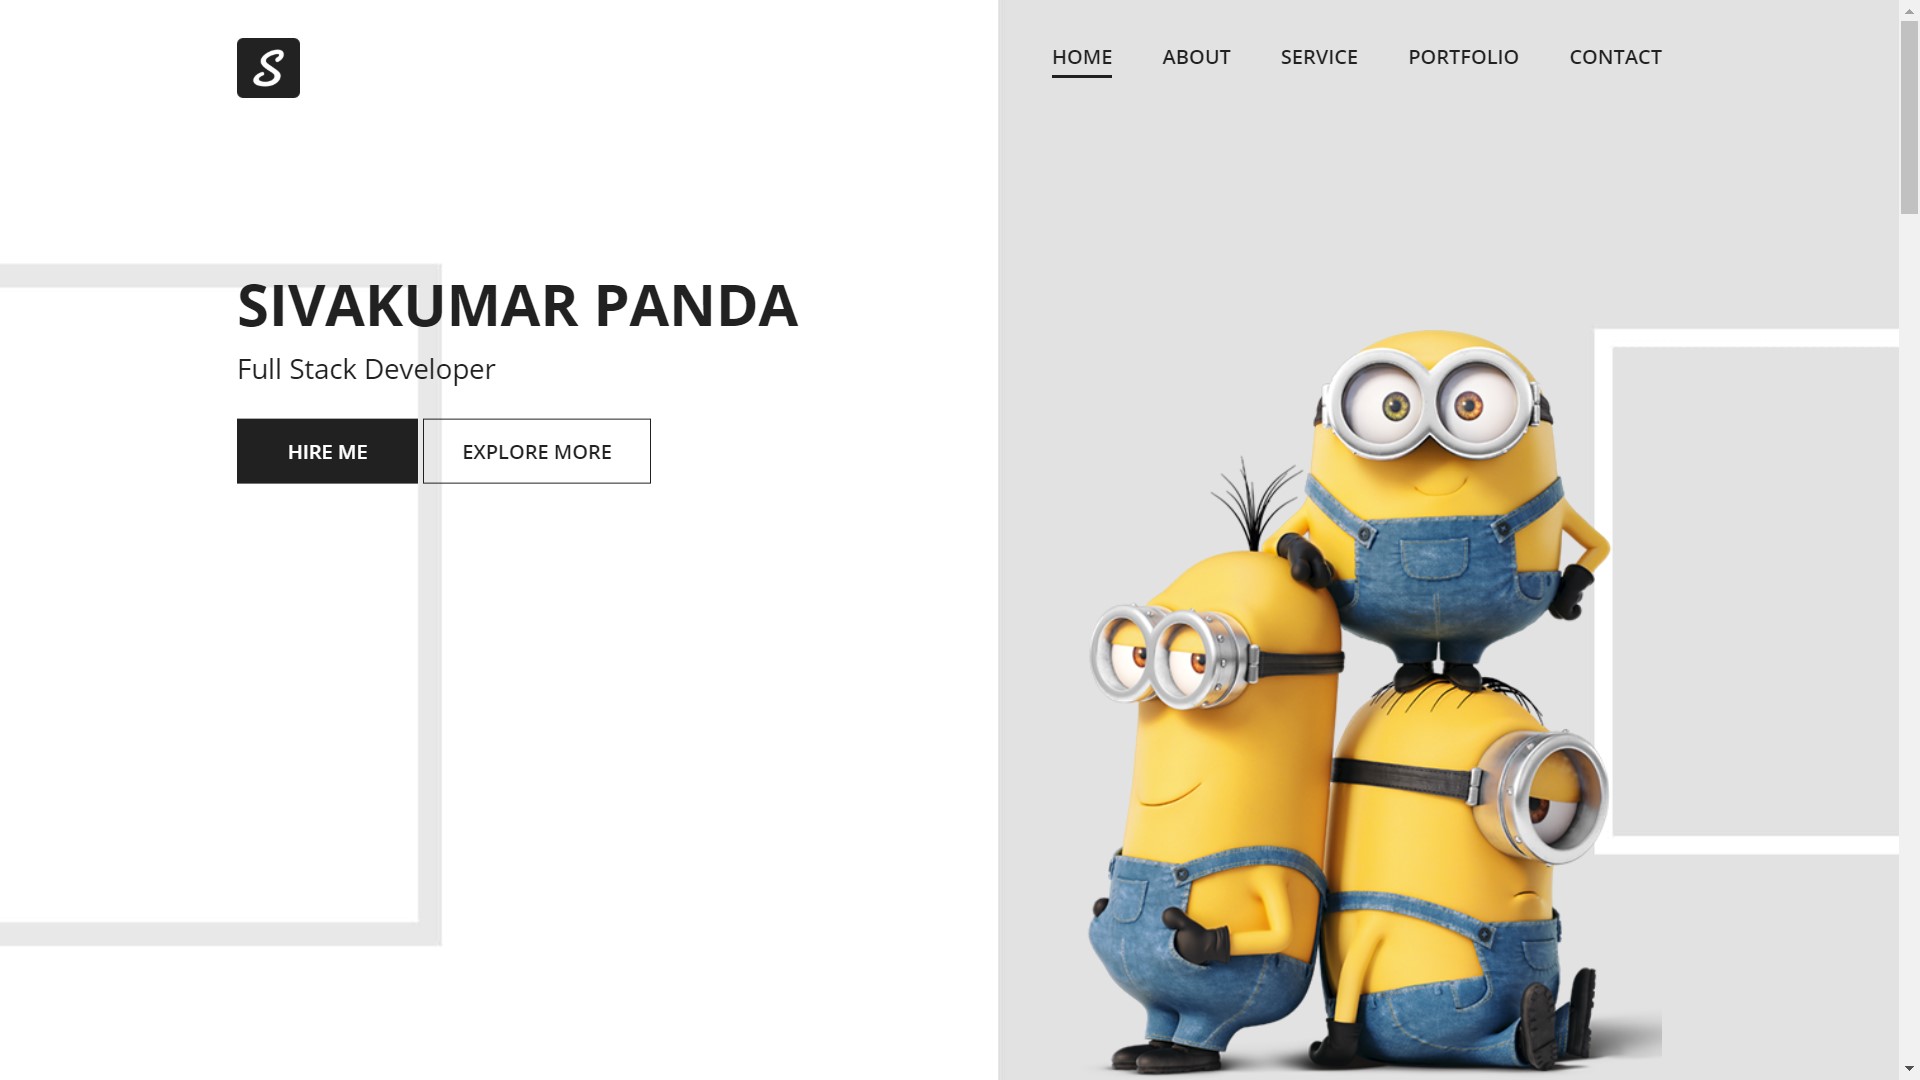 S
HOME ABOUT SERVICE PORTFOLIO CONTACT
SIVAKUMAR PANDA
Full Stack Developer
HIRE ME EXPLORE MORE